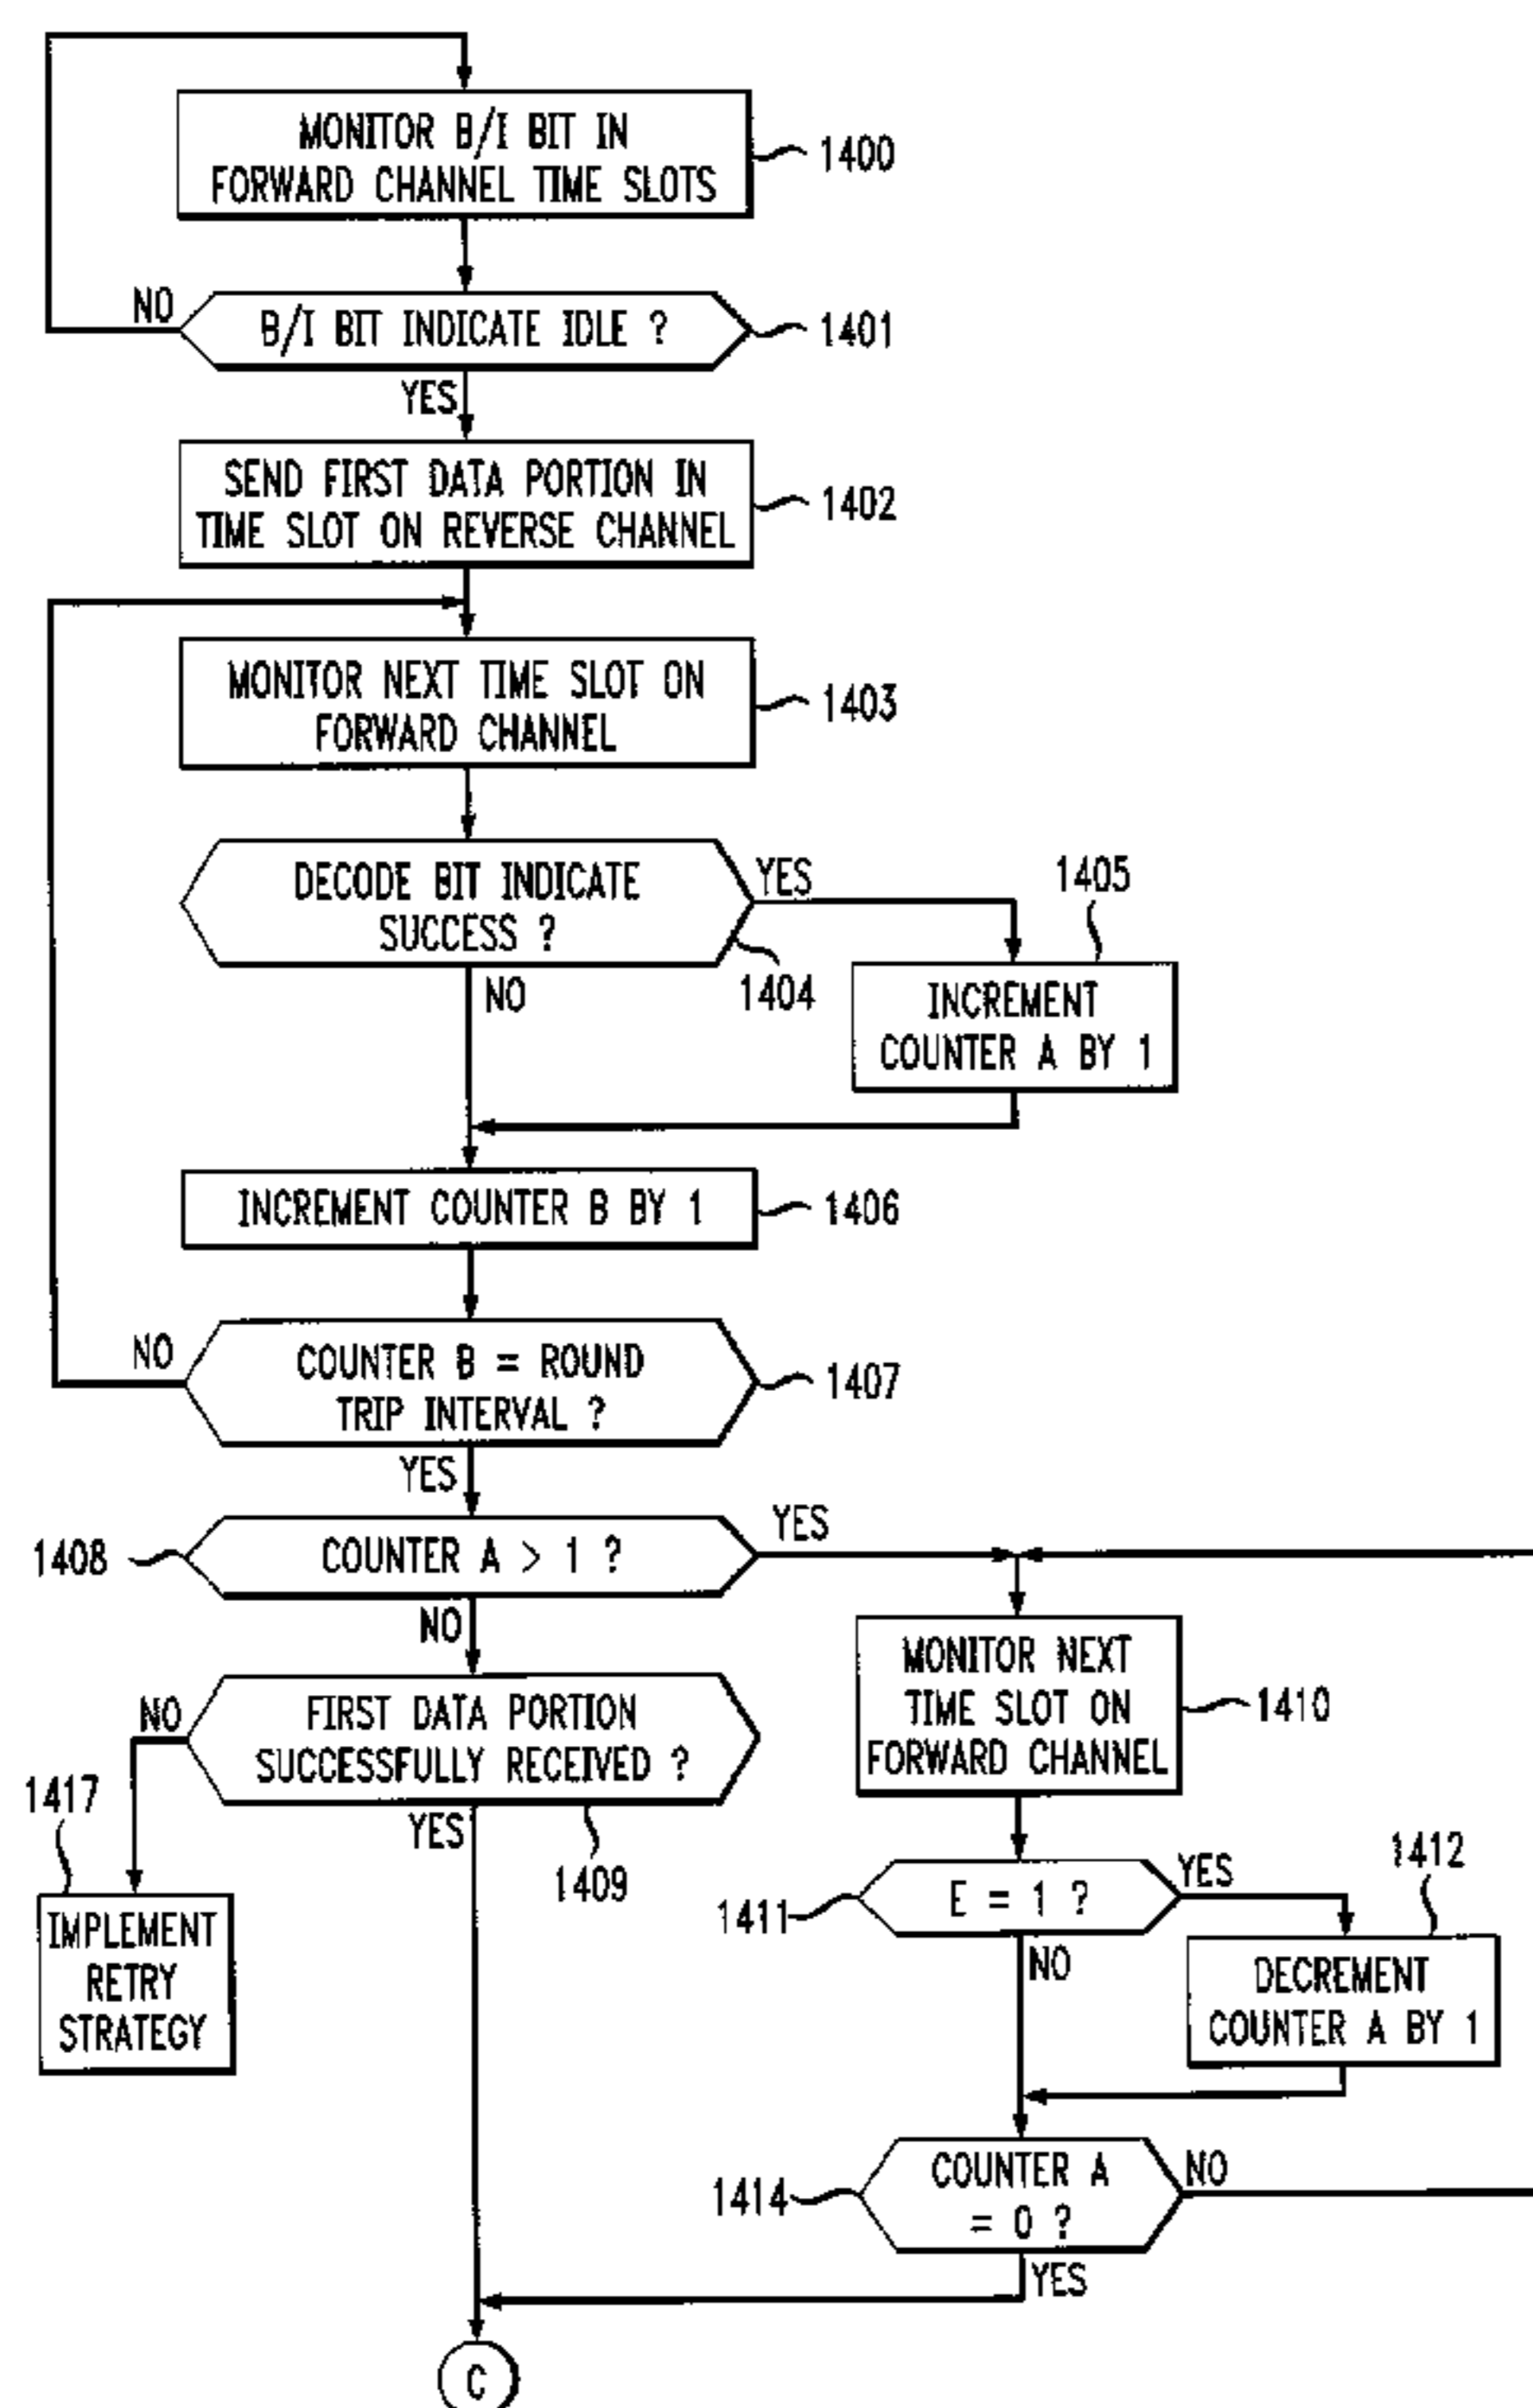 MONITOR B/I BIT IN
FORWARD CHANNEL TIME SLOTS
1400
NO
B/I BIT INDICATE IDLE ?
1401
YES
SEND FIRST DATA PORTION IN
TIME SLOT ON REVERSE CHANNEL
1402
MONITOR NEXT TIME SLOT ON
FORWARD CHANNEL
1403
DECODE BIT INDICATE
SUCCESS ?
YES
1404
NO
1405
INCREMENT
COUNTER A BY 1
INCREMENT COUNTER B BY 1
1406
NO
COUNTER B = ROUND
TRIP INTERVAL ?
1407
YES
1408
COUNTER A > 1 ?
YES
NO
NO
FIRST DATA PORTION
SUCCESSFULLY RECEIVED ?
YES
1409
MONITOR NEXT
TIME SLOT ON
FORWARD CHANNEL
1410
1417
IMPLEMENT
RETRY
STRATEGY
1411
E = 1 ?
YES
NO
1412
DECREMENT
COUNTER A BY 1
1414
COUNTER A
= 0 ?
NO
YES
C